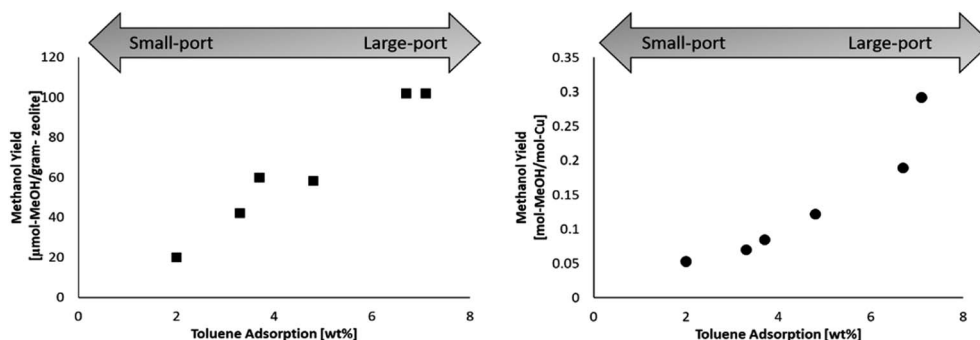 Small-port Large-port
120
100
80
60
40
20
0
0 2 4 6 8
Methanol Yield
[µmol-MeOH/gram- zeolite]
Toluene Adsorption [wt%]
Small-port Large-port
0.35
0.3
0.25
0.2
0.15
0.1
0.05
0
0 2 4 6 8
Methanol Yield
[mol-MeOH/mol-Cu]
Toluene Adsorption [wt%]